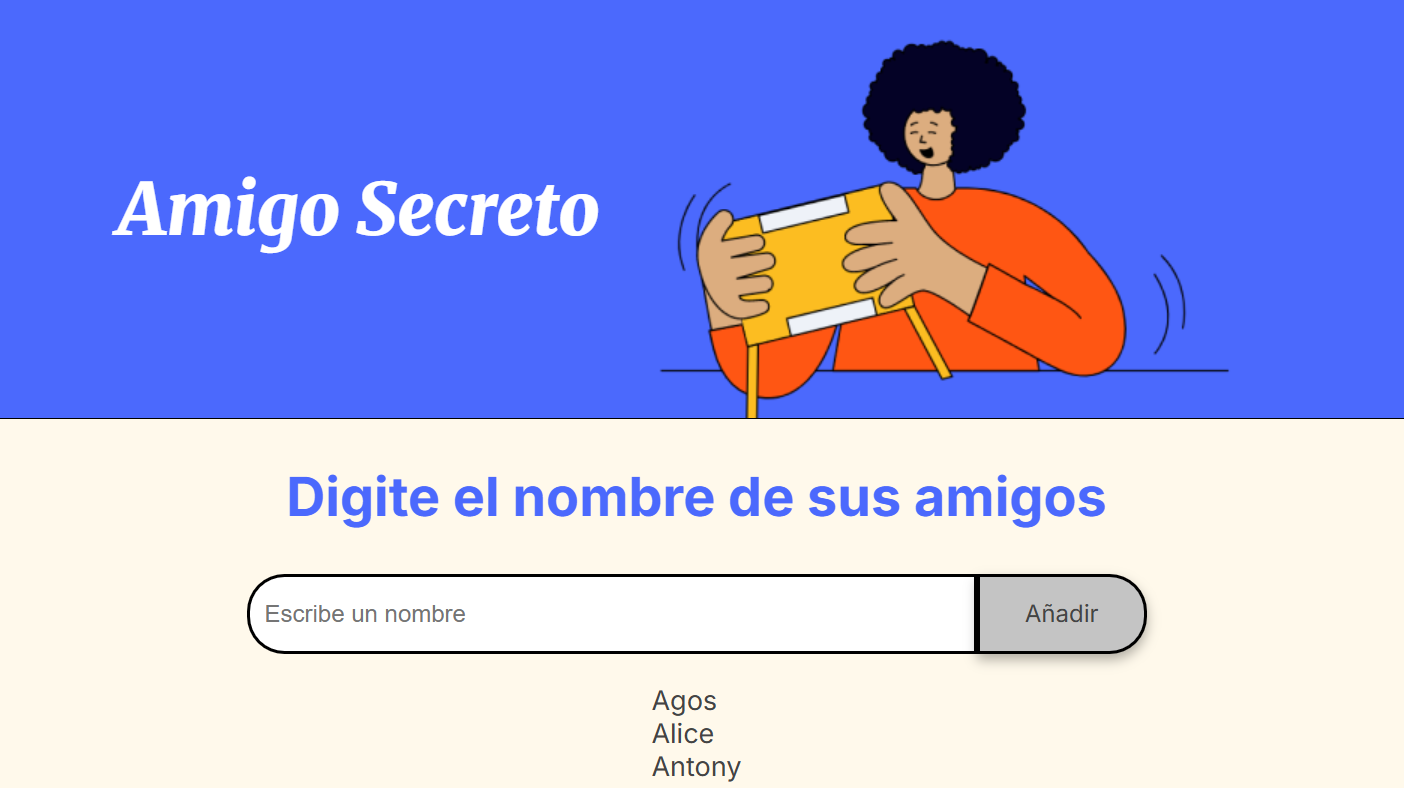 Amigo Secreto
Digite el nombre de sus amigos
Escribe un nombre
Añadir
Agos
Alice
Antony